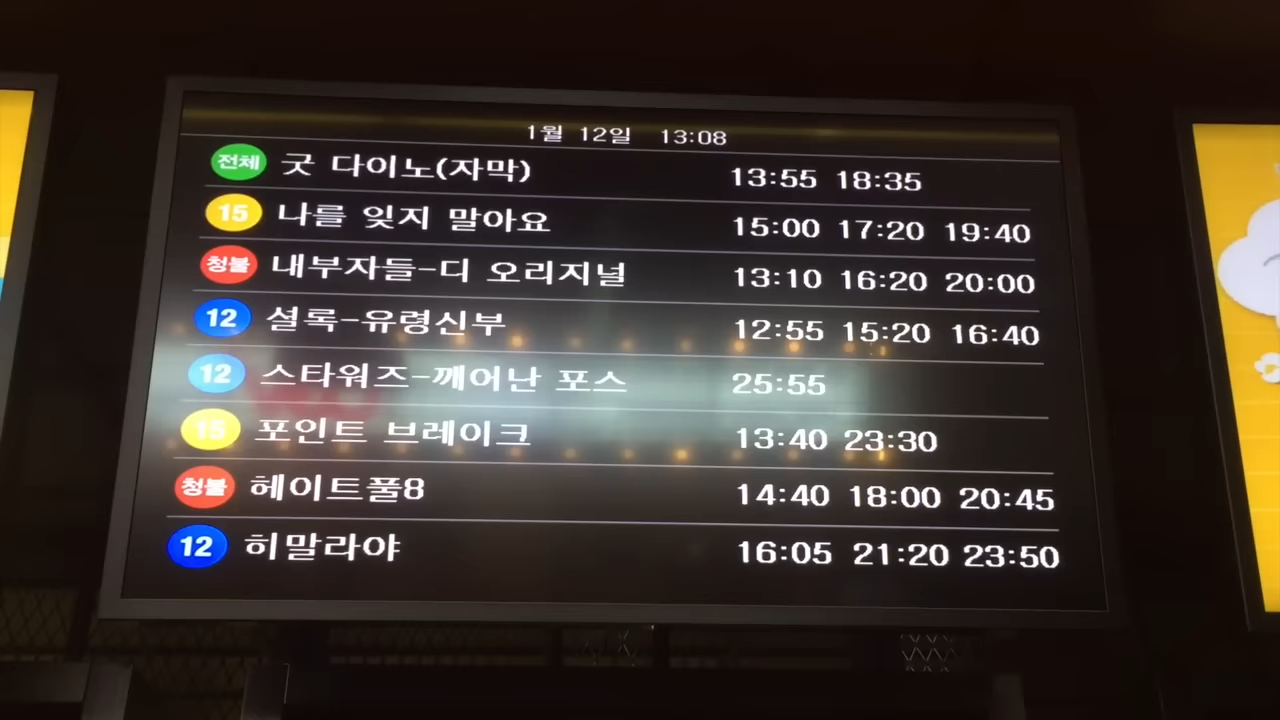 1월 12일 13:08
전체 굿 다이노(자막) 13:55 18:35
15 나를 잊지 말아요 15:00 17:20 19:40
청불 내부자들-디 오리지널 13:10 16:20 20:00
12 셜록-유령신부 12:55 15:20 16:40
12 스타워즈-깨어난 포스 25:55
15 포인트 브레이크 13:40 23:30
청불 헤이트풀8 14:40 18:00 20:45
12 히말라야 16:05 21:20 23:50